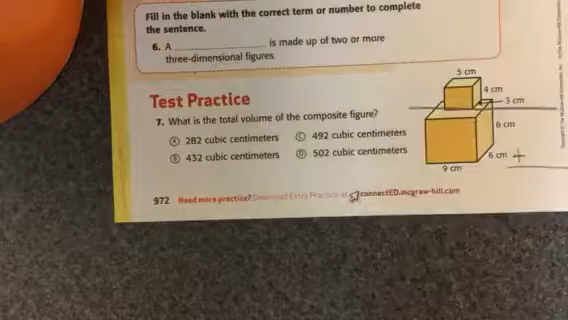 Fill in the blank with the correct term or number to complete
the sentence.
6. A ____________ is made up of two or more
three-dimensional figures.
5 cm
4 cm
3 cm
Test Practice
7. What is the total volume of the composite figure?
8 cm
Ⓐ 282 cubic centimeters Ⓒ 492 cubic centimeters
Ⓑ 432 cubic centimeters Ⓓ 502 cubic centimeters
6 cm +
9 cm
972 Need more practice? Download Extra Practice at connectED.mcgraw-hill.com